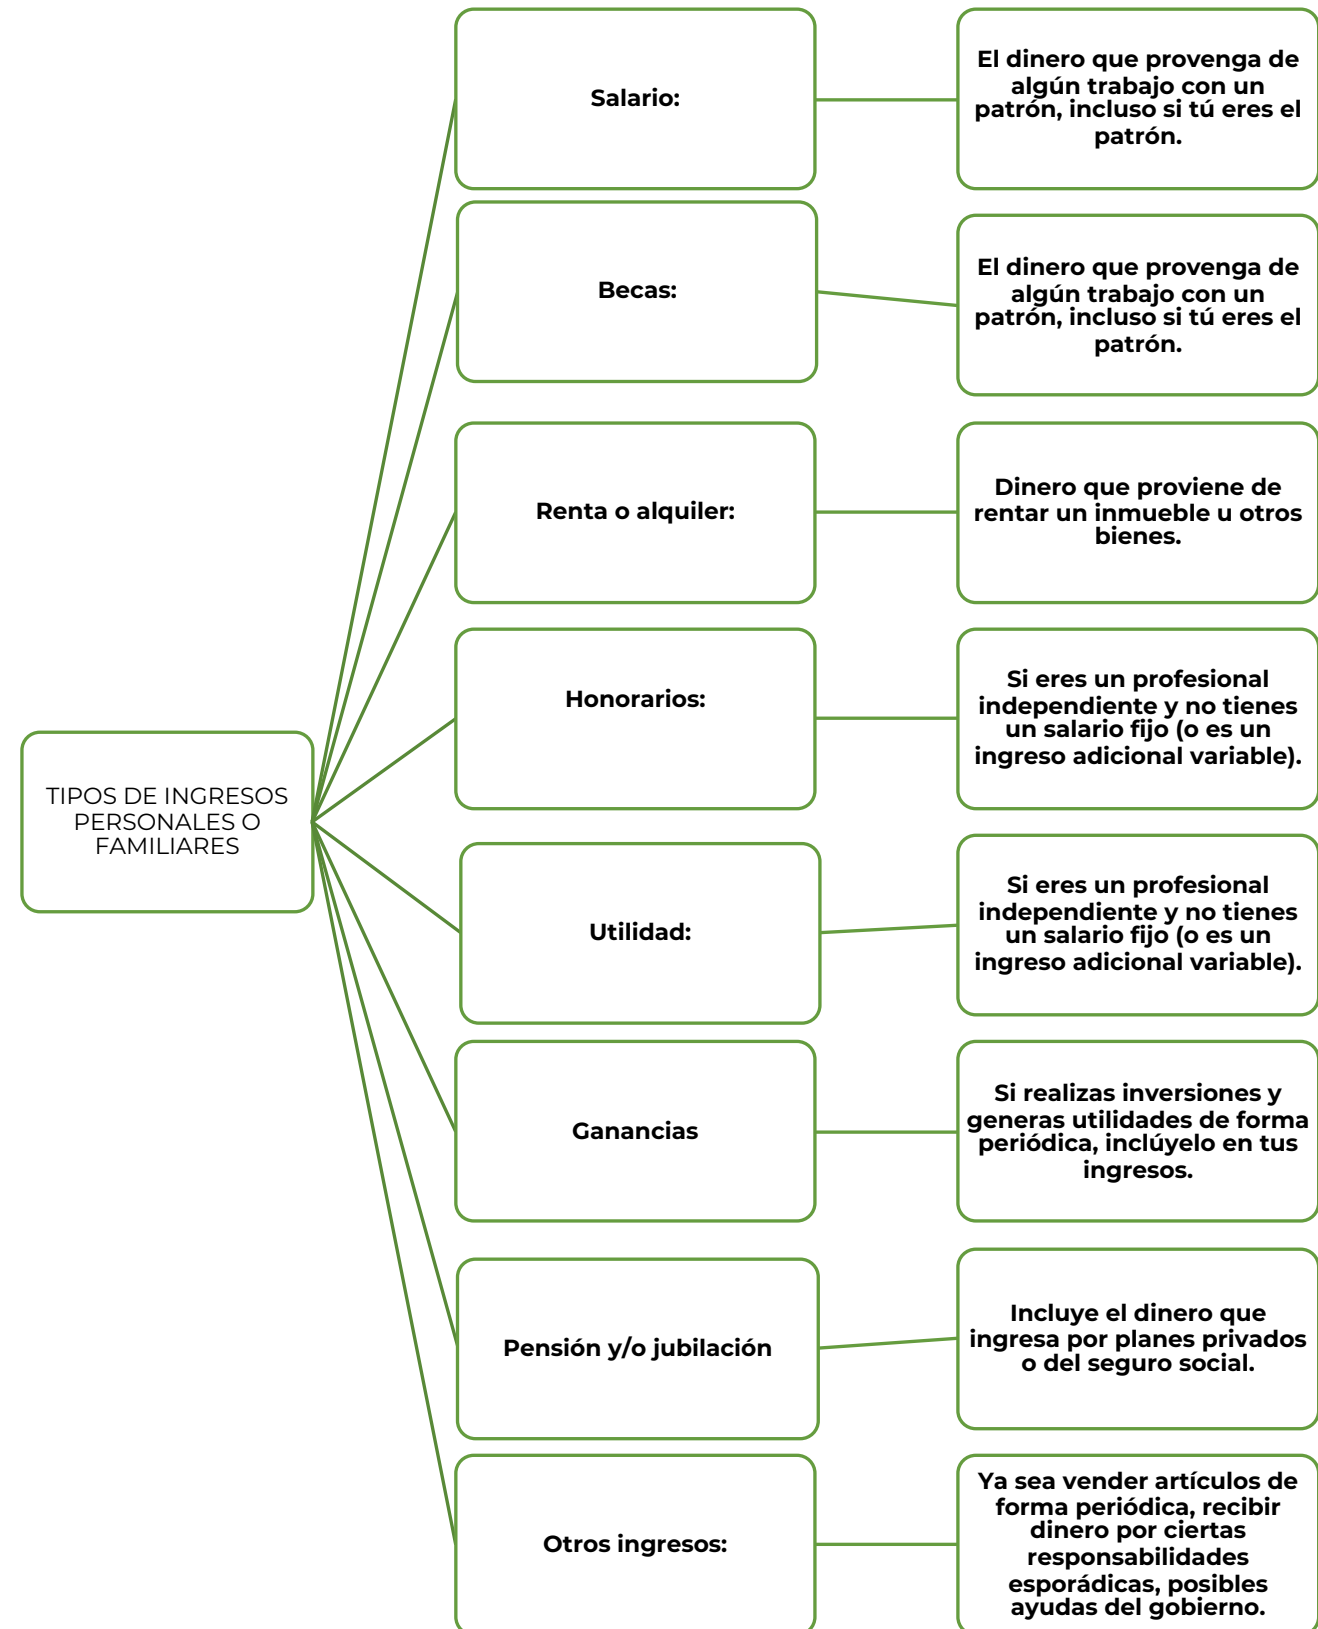 Salario:
El dinero que provenga de
algún trabajo con un
patrón, incluso si tú eres el
patrón.
Becas:
El dinero que provenga de
algún trabajo con un
patrón, incluso si tú eres el
patrón.
Renta o alquiler:
Dinero que proviene de
rentar un inmueble u otros
bienes.
Honorarios:
Si eres un profesional
independiente y no tienes
un salario fijo (o es un
ingreso adicional variable).
TIPOS DE INGRESOS
PERSONALES O
FAMILIARES
Utilidad:
Si eres un profesional
independiente y no tienes
un salario fijo (o es un
ingreso adicional variable).
Ganancias
Si realizas inversiones y
generas utilidades de forma
periódica, inclúyelo en tus
ingresos.
Pensión y/o jubilación
Incluye el dinero que
ingresa por planes privados
o del seguro social.
Otros ingresos:
Ya sea vender artículos de
forma periódica, recibir
dinero por ciertas
responsabilidades
esporádicas, posibles
ayudas del gobierno.